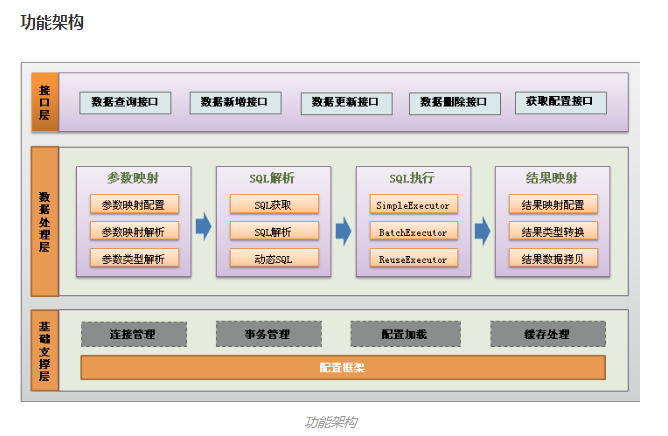 功能架构
接口层
数据查询接口 数据新增接口 数据更新接口 数据删除接口 获取配置接口
数据处理层
参数映射 SQL解析 SQL执行 结果映射
参数映射配置 SQL获取 SimpleExecutor 结果映射配置
参数映射解析 SQL解析 BatchExecutor 结果类型转换
参数类型解析 动态SQL ReuseExecutor 结果数据拷贝
基础支撑层
连接管理 事务管理 配置加载 缓存处理
配置框架
功能架构